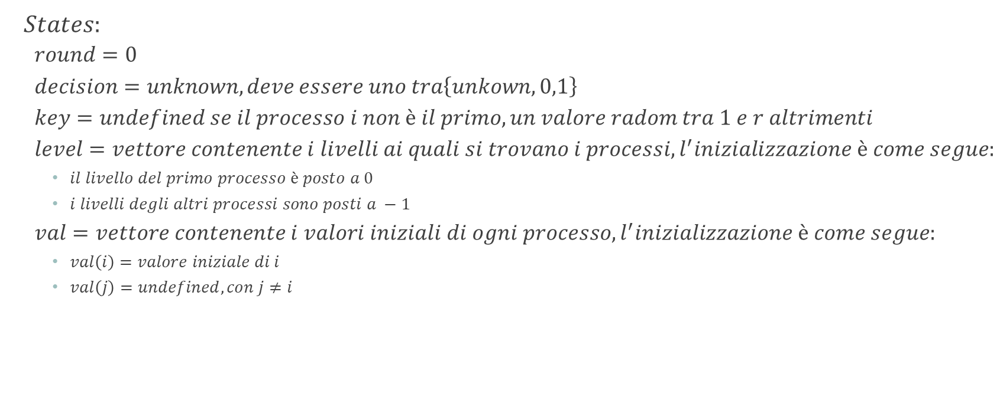 States:
round = 0
decision = unknown, deve essere uno tra{unkown, 0,1}
key = undefined se il processo i non è il primo, un valore radom tra 1 e r altrimenti
level = vettore contenente i livelli ai quali si trovano i processi, l′inizializzazione è come segue:
• il livello del primo processo è posto a 0
• i livelli degli altri processi sono posti a − 1
val = vettore contenente i valori iniziali di ogni processo, l′inizializzazione è come segue:
• val(i) = valore iniziale di i
• val(j) = undefined, con j ≠ i